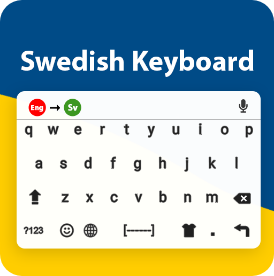 Swedish Keyboard
Eng → Sv
q w e r t y u i o p
a s d f g h j k l
z x c v b n m
?123 [------] .